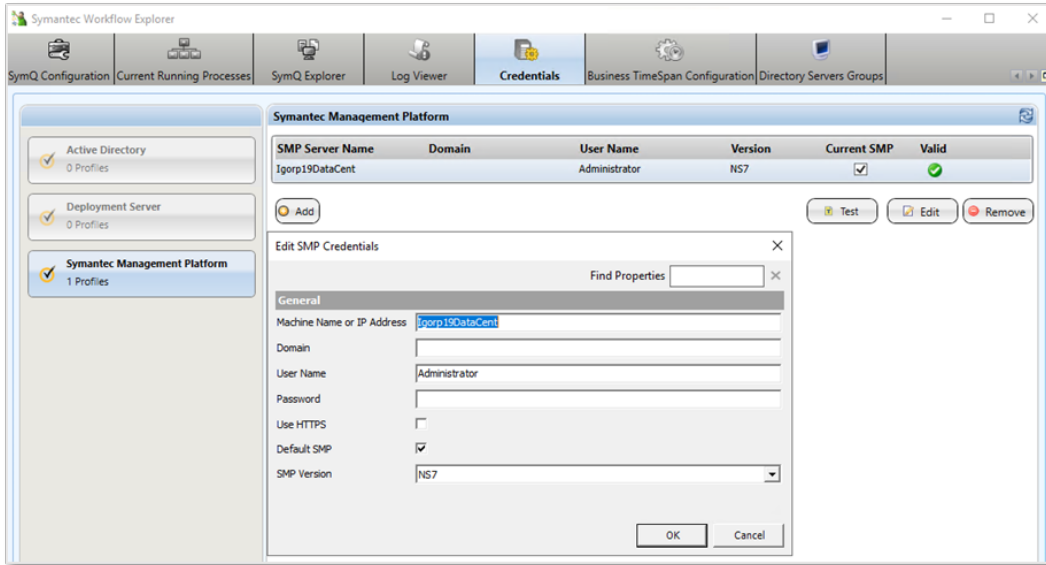 Symantec Workflow Explorer
SymQ Configuration Current Running Processes SymQ Explorer Log Viewer Credentials Business TimeSpan Configuration Directory Servers Groups
Symantec Management Platform
Active Directory
0 Profiles
Deployment Server
0 Profiles
Symantec Management Platform
1 Profiles
SMP Server Name Domain User Name Version Current SMP Valid
Igorp19DataCent Administrator NS7
Add Test Edit Remove
Edit SMP Credentials
Find Properties
General
Machine Name or IP Address Igorp19DataCent
Domain
User Name Administrator
Password
Use HTTPS
Default SMP
SMP Version NS7
OK Cancel